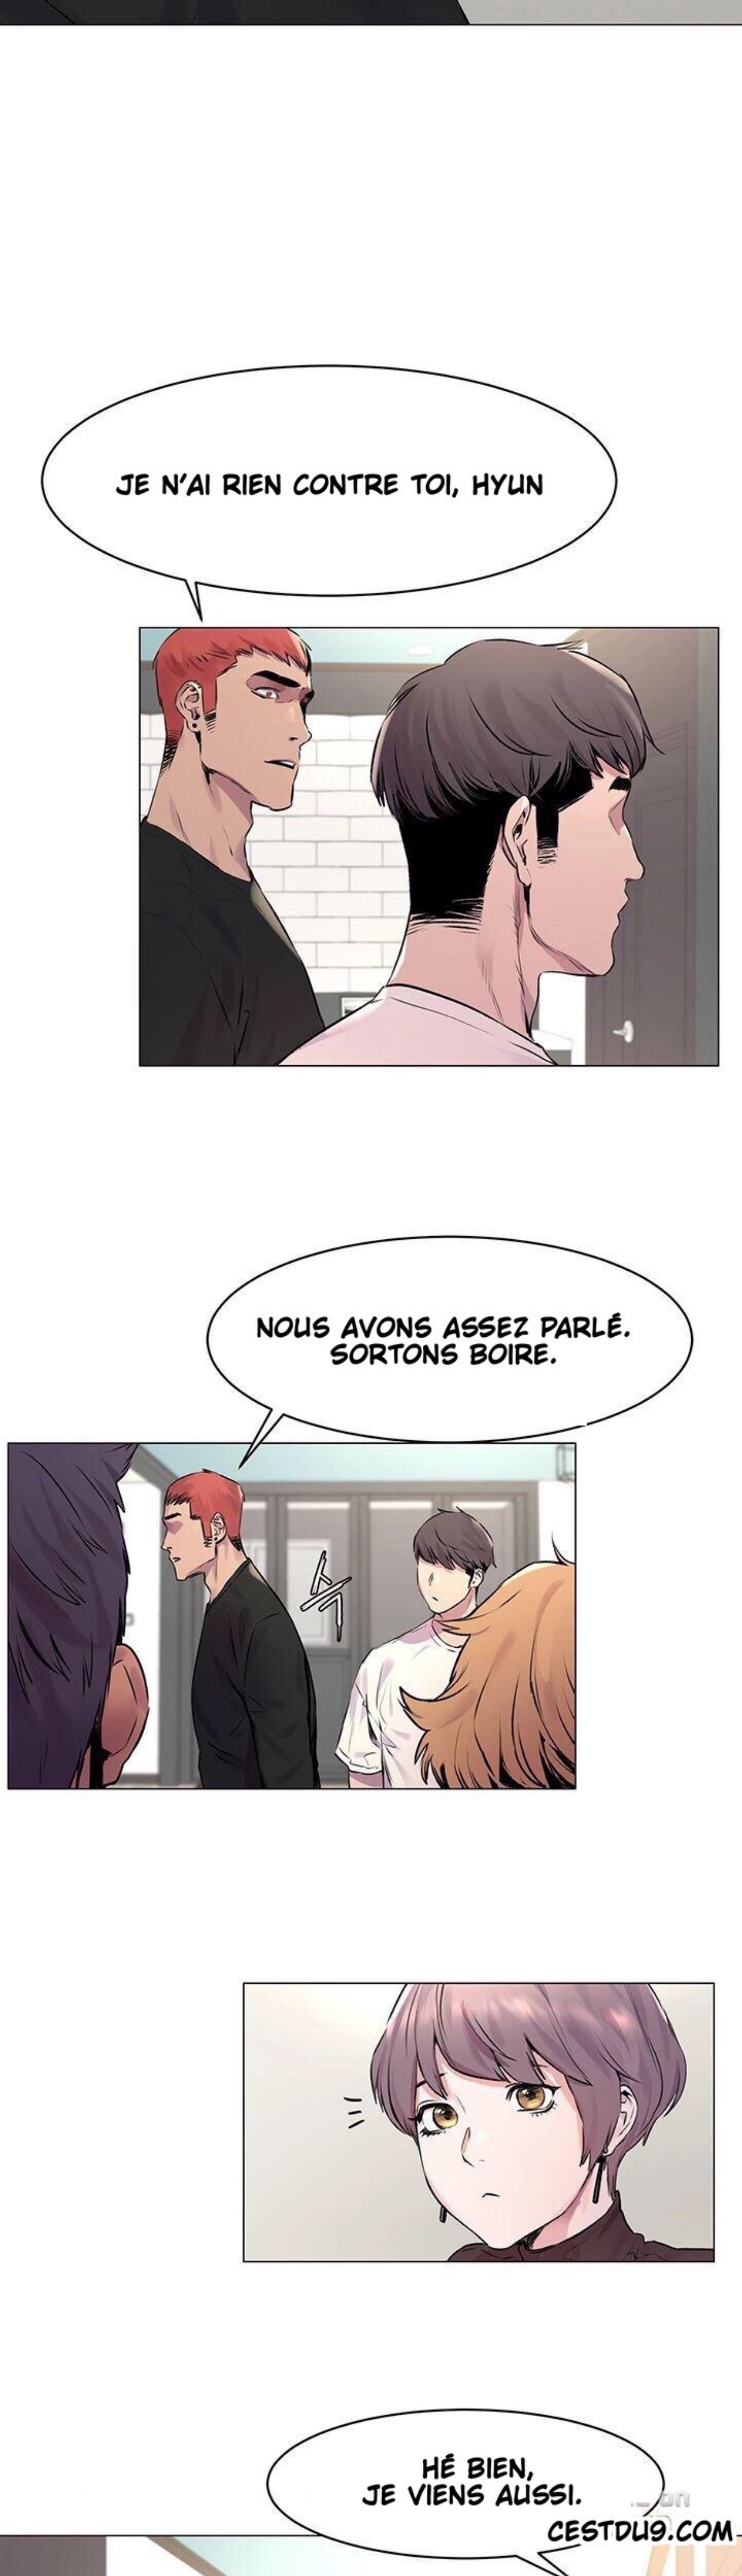 JE N'AI RIEN CONTRE TOI, HYUN
NOUS AVONS ASSEZ PARLÉ.
SORTONS BOIRE.
HÉ BIEN,
JE VIENS AUSSI.
CESTDU9.COM